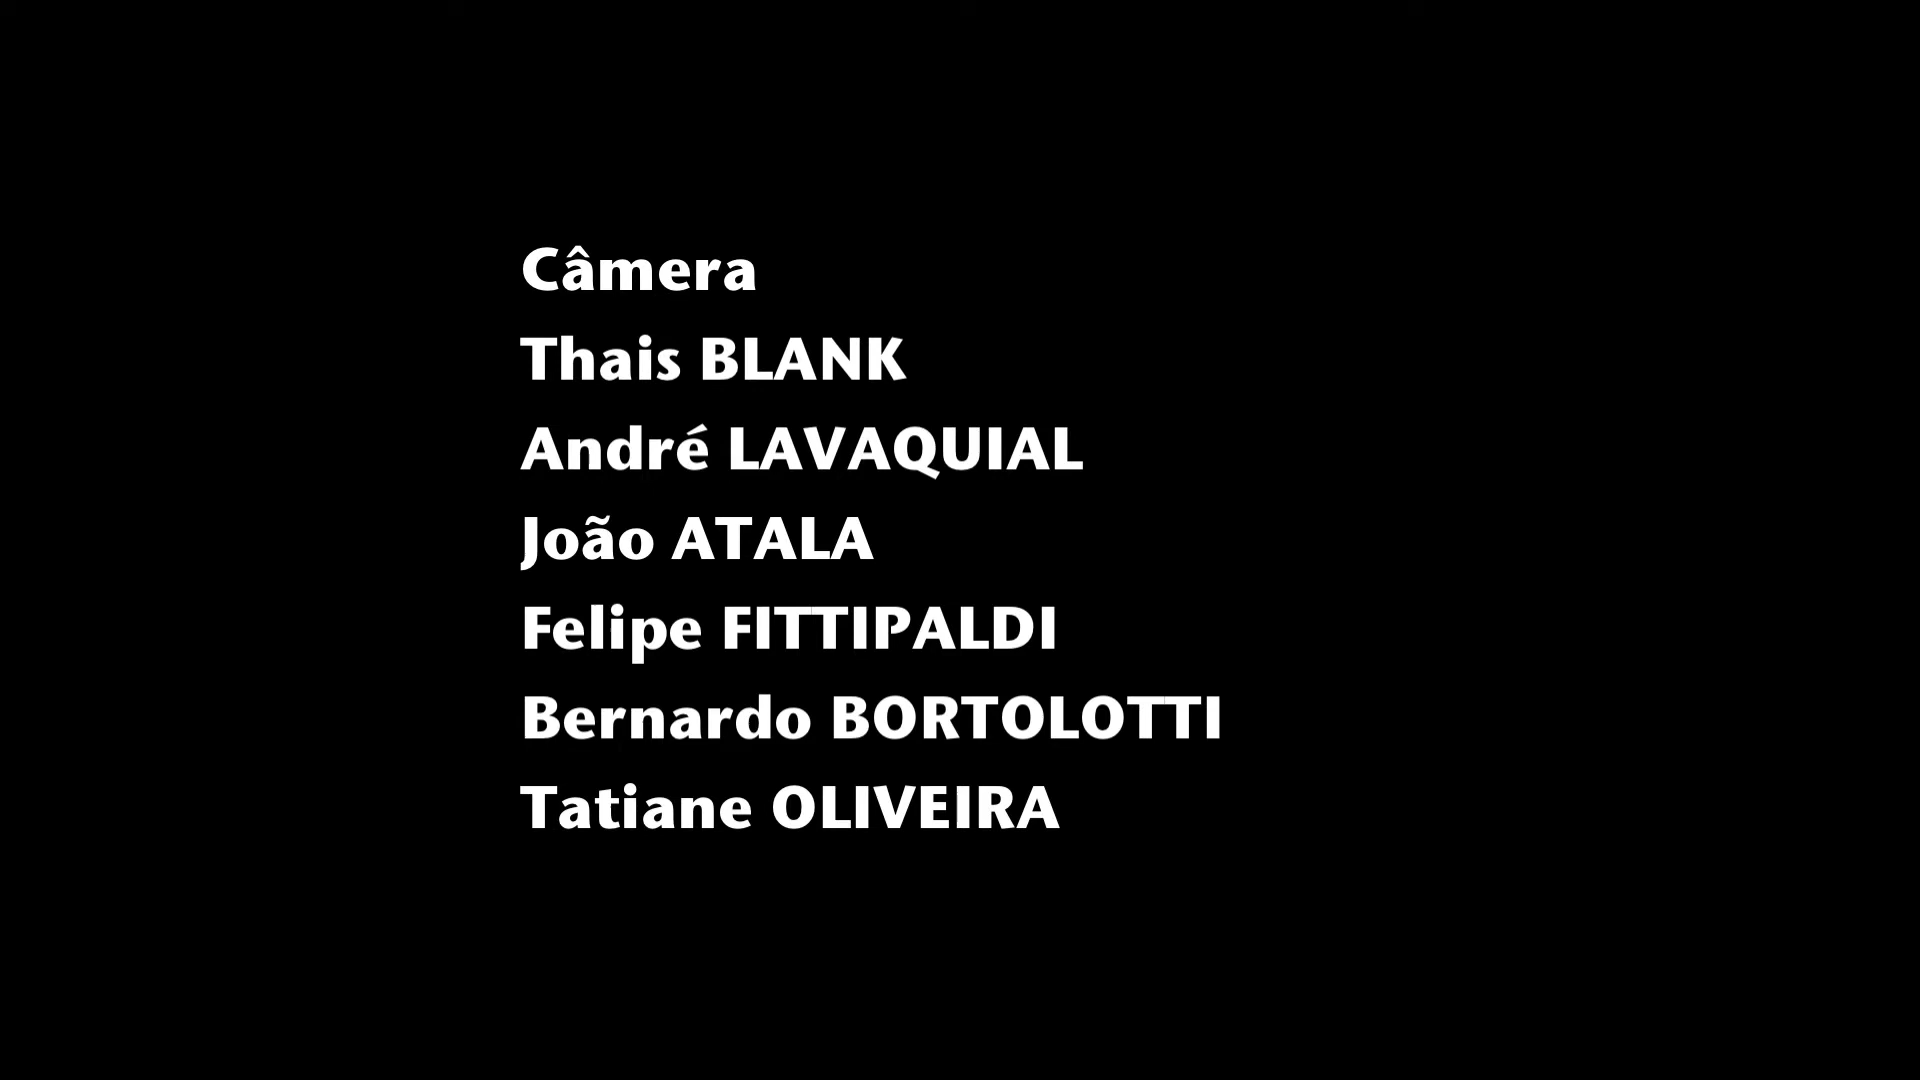 Câmera
Thais BLANK
André LAVAQUIAL
João ATALA
Felipe FITTIPALDI
Bernardo BORTOLOTTI
Tatiane OLIVEIRA